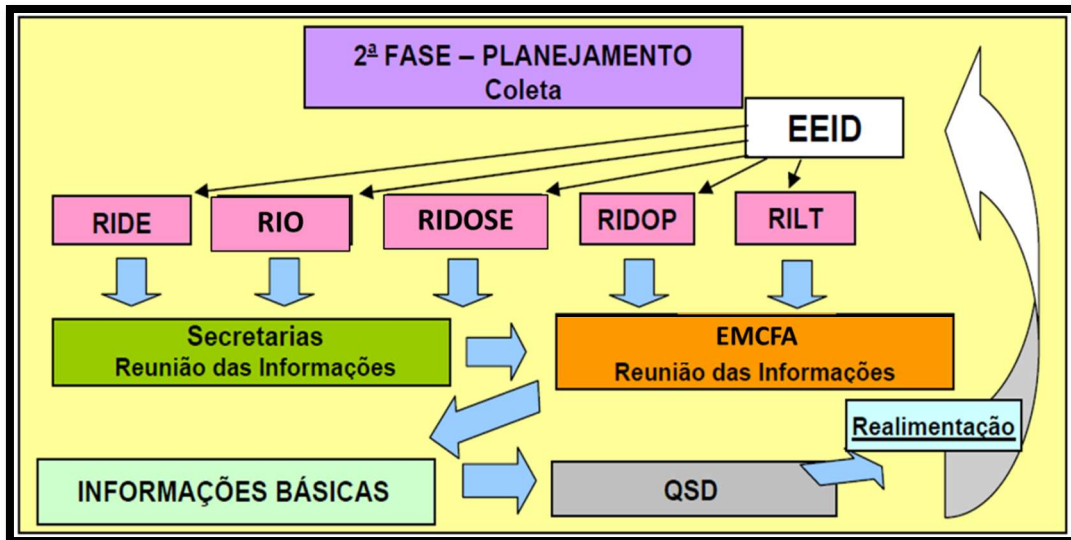 2ª FASE – PLANEJAMENTO
Coleta
EEID
RIDE
RIO
RIDOSE
RIDOP
RILT
Secretarias
Reunião das Informações
EMCFA
Reunião das Informações
Realimentação
INFORMAÇÕES BÁSICAS
QSD